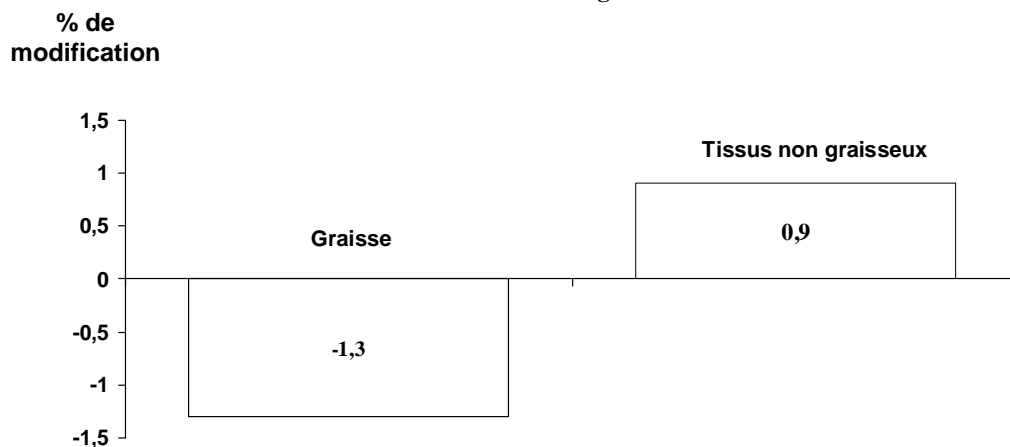 % de
modification
1,5
Tissus non graisseux
1
0,5
Graisse
0,9
0
-0,5
-1,3
-1
-1,5